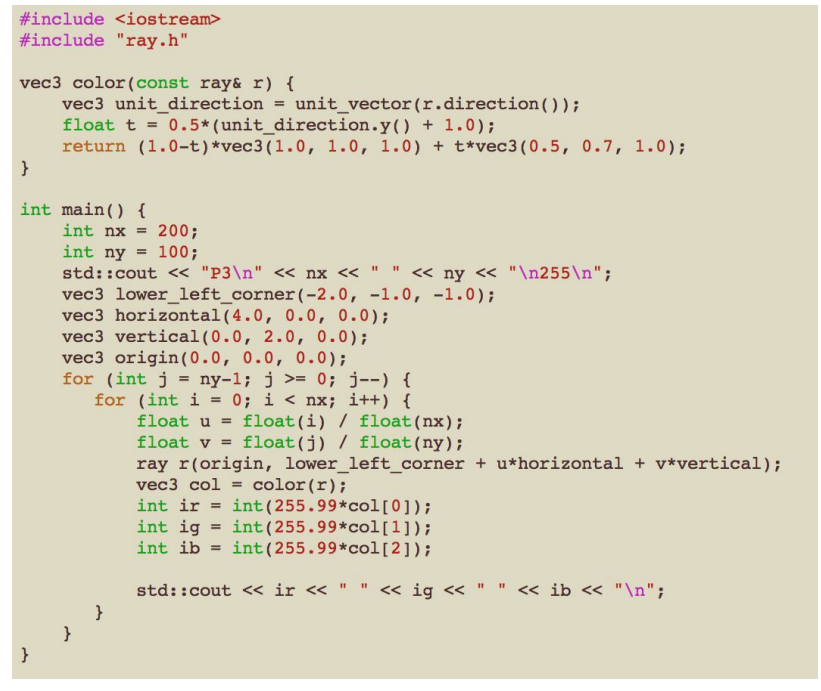 #include <iostream>
#include "ray.h"

vec3 color(const ray& r) {
    vec3 unit_direction = unit_vector(r.direction());
    float t = 0.5*(unit_direction.y() + 1.0);
    return (1.0-t)*vec3(1.0, 1.0, 1.0) + t*vec3(0.5, 0.7, 1.0);
}

int main() {
    int nx = 200;
    int ny = 100;
    std::cout << "P3\n" << nx << " " << ny << "\n255\n";
    vec3 lower_left_corner(-2.0, -1.0, -1.0);
    vec3 horizontal(4.0, 0.0, 0.0);
    vec3 vertical(0.0, 2.0, 0.0);
    vec3 origin(0.0, 0.0, 0.0);
    for (int j = ny-1; j >= 0; j--) {
       for (int i = 0; i < nx; i++) {
           float u = float(i) / float(nx);
           float v = float(j) / float(ny);
           ray r(origin, lower_left_corner + u*horizontal + v*vertical);
           vec3 col = color(r);
           int ir = int(255.99*col[0]);
           int ig = int(255.99*col[1]);
           int ib = int(255.99*col[2]);

           std::cout << ir << " " << ig << " " << ib << "\n";
       }
    }
}